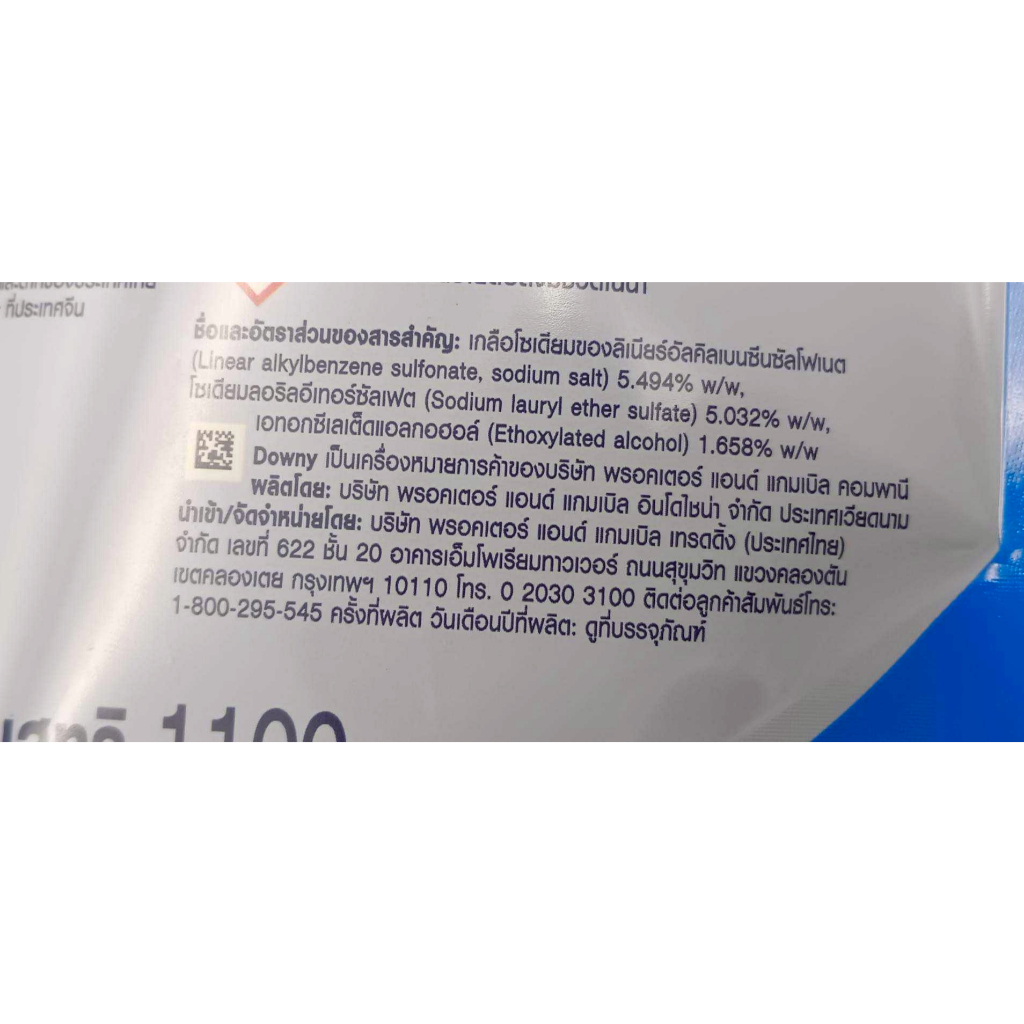 ที่ประเทศจีน
ชื่อและอัตราส่วนของสารสำคัญ: เกลือโซเดียมของลิเนียร์อัลคิลเบนซีนซัลโฟเนต
(Linear alkylbenzene sulfonate, sodium salt) 5.494% w/w,
โซเดียมลอริลอีเทอร์ซัลเฟต (Sodium lauryl ether sulfate) 5.032% w/w,
เอทอกซีเลเต็ดแอลกอฮอล์ (Ethoxylated alcohol) 1.658% w/w
Downy เป็นเครื่องหมายการค้าของบริษัท พรอคเตอร์ แอนด์ แกมเบิล คอมพานี
ผลิตโดย: บริษัท พรอคเตอร์ แอนด์ แกมเบิล อินโดไชน่า จำกัด ประเทศเวียดนาม
นำเข้า/จัดจำหน่ายโดย: บริษัท พรอคเตอร์ แอนด์ แกมเบิล เทรดดิ้ง (ประเทศไทย)
จำกัด เลขที่ 622 ชั้น 20 อาคารเอ็มโพเรียมทาวเวอร์ ถนนสุขุมวิท แขวงคลองตัน
เขตคลองเตย กรุงเทพฯ 10110 โทร. 0 2030 3100 ติดต่อลูกค้าสัมพันธ์โทร:
1-800-295-545 ครั้งที่ผลิต วันเดือนปีที่ผลิต: ดูที่บรรจุภัณฑ์
1100